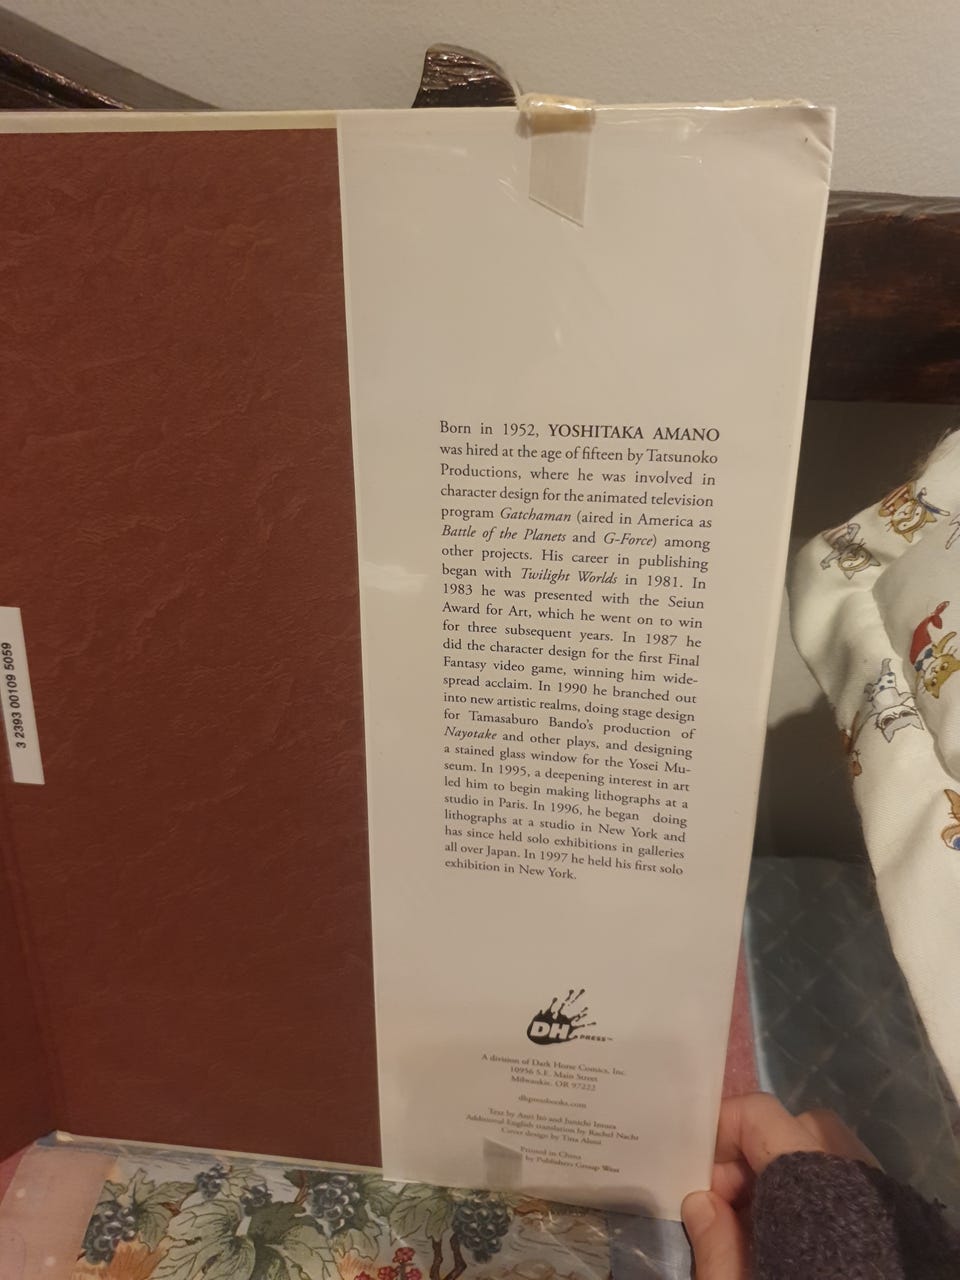 3 2393 00109 5059
Born in 1952, YOSHITAKA AMANO
was hired at the age of fifteen by Tatsunoko
Productions, where he was involved in
character design for the animated television
program Gatchaman (aired in America as
Battle of the Planets and G-Force) among
other projects. His career in publishing
began with Twilight Worlds in 1981. In
1983 he was presented with the Seiun
Award for Art, which he went on to win
for three subsequent years. In 1987 he
did the character design for the first Final
Fantasy video game, winning him wide-
spread acclaim. In 1990 he branched out
into new artistic realms, doing stage design
for Tamasaburo Bando's production of
Nayotake and other plays, and designing
a stained glass window for the Yosei Mu-
seum. In 1995, a deepening interest in art
led him to begin making lithographs at a
studio in Paris. In 1996, he began doing
lithographs at a studio in New York and
has since held solo exhibitions in galleries
all over Japan. In 1997 he held his first solo
exhibition in New York.
DH PRESS™
A division of Dark Horse Comics, Inc.
10956 S.E. Main Street
Milwaukie, OR 97222
dhpressbooks.com
Text by Anri Ito and Junichi Imura
Additional English translation by Rachel Nacht
Cover design by Tina Alessi
Printed in China
by Publishers Group West